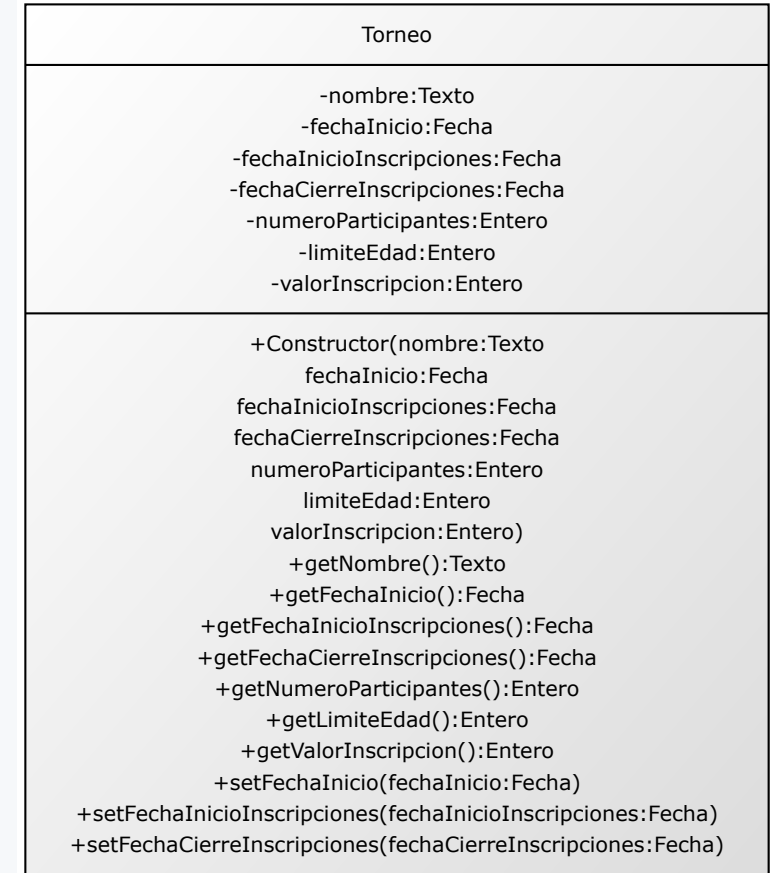 Torneo
-nombre:Texto
-fechaInicio:Fecha
-fechaInicioInscripciones:Fecha
-fechaCierreInscripciones:Fecha
-numeroParticipantes:Entero
-limiteEdad:Entero
-valorInscripcion:Entero
+Constructor(nombre:Texto
fechaInicio:Fecha
fechaInicioInscripciones:Fecha
fechaCierreInscripciones:Fecha
numeroParticipantes:Entero
limiteEdad:Entero
valorInscripcion:Entero)
+getNombre():Texto
+getFechaInicio():Fecha
+getFechaInicioInscripciones():Fecha
+getFechaCierreInscripciones():Fecha
+getNumeroParticipantes():Entero
+getLimiteEdad():Entero
+getValorInscripcion():Entero
+setFechaInicio(fechaInicio:Fecha)
+setFechaInicioInscripciones(fechaInicioInscripciones:Fecha)
+setFechaCierreInscripciones(fechaCierreInscripciones:Fecha)